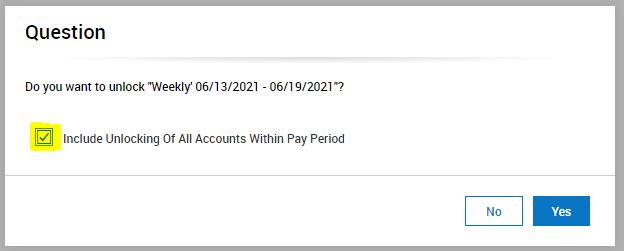 Question
Do you want to unlock "Weekly' 06/13/2021 - 06/19/2021"?
Include Unlocking Of All Accounts Within Pay Period
No
Yes